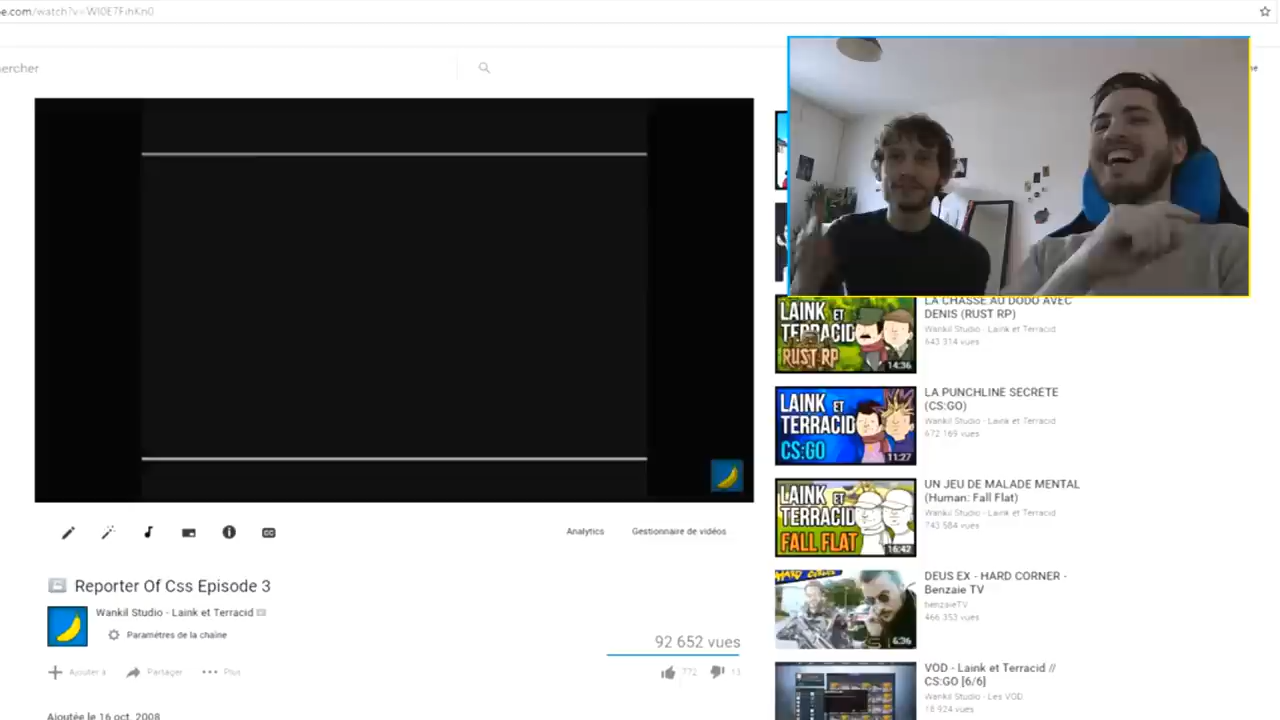 e.com/watch?v=WI0E7FihKn0
ercher
LAINK ET
TERRACID
RUST RP
14:36
LA CHASSE AU DODO AVEC
DENIS (RUST RP)
Wankil Studio - Laink et Terracid
643 314 vues
LAINK ET
TERRACID
CS:GO
11:27
LA PUNCHLINE SECRETE
(CS:GO)
Wankil Studio - Laink et Terracid
672 169 vues
LAINK ET
TERRACID
FALL FLAT
16:42
UN JEU DE MALADE MENTAL
(Human: Fall Flat)
Wankil Studio - Laink et Terracid
743 584 vues
HARD CORNER
6:36
DEUS EX - HARD CORNER -
Benzaie TV
benzaieTV
466 353 vues
VOD - Laink et Terracid //
CS:GO [6/6]
Wankil Studio - Les VOD
18 924 vues
Analytics
Gestionnaire de vidéos
Reporter Of Css Episode 3
Wankil Studio - Laink et Terracid
Paramètres de la chaîne
92 652 vues
Ajouter à
Partager
Plus
772
13
Ajoutée le 16 oct. 2008